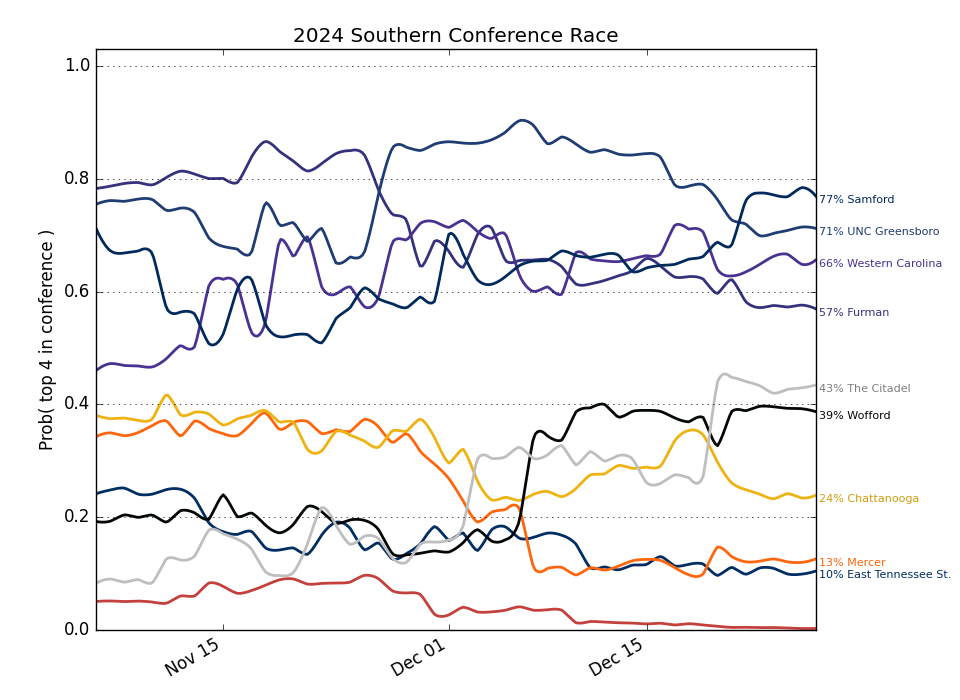 2024 Southern Conference Race
Prob( top 4 in conference )
1.0
0.8
0.6
0.4
0.2
0.0
Nov 15
Dec 01
Dec 15
77% Samford
71% UNC Greensboro
66% Western Carolina
57% Furman
43% The Citadel
39% Wofford
24% Chattanooga
13% Mercer
10% East Tennessee St.